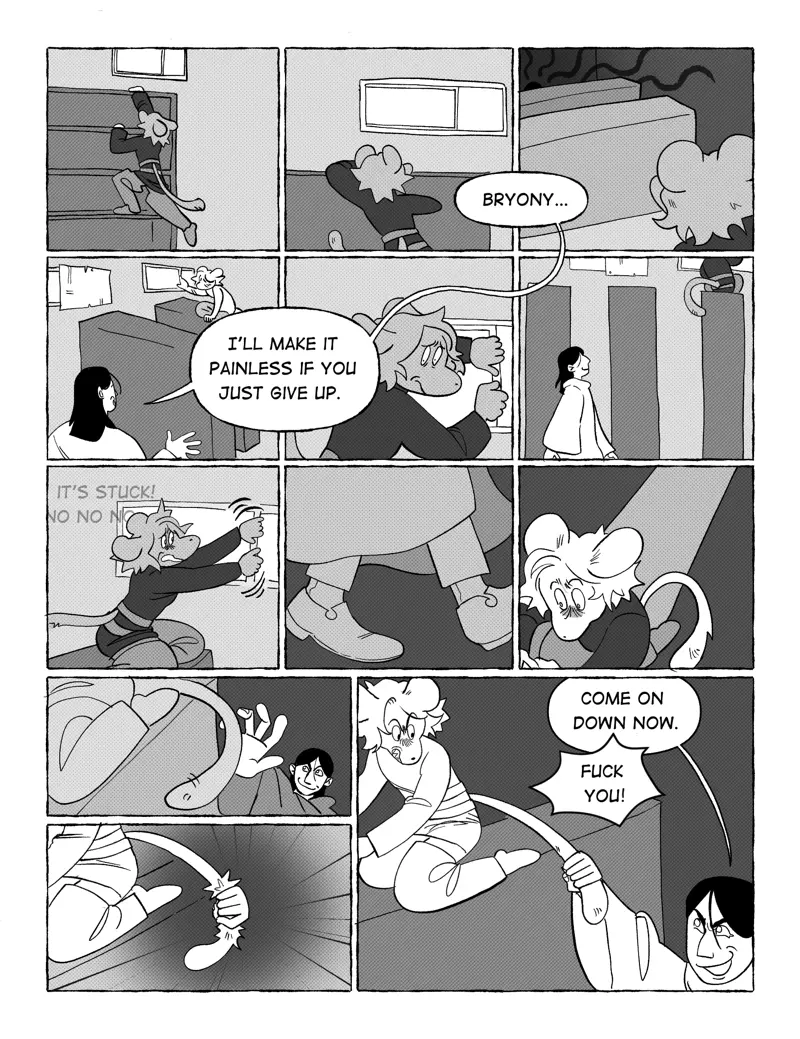 BRYONY...
I'LL MAKE IT
PAINLESS IF YOU
JUST GIVE UP.
IT'S STUCK!
NO NO NO
COME ON
DOWN NOW.
FUCK
YOU!